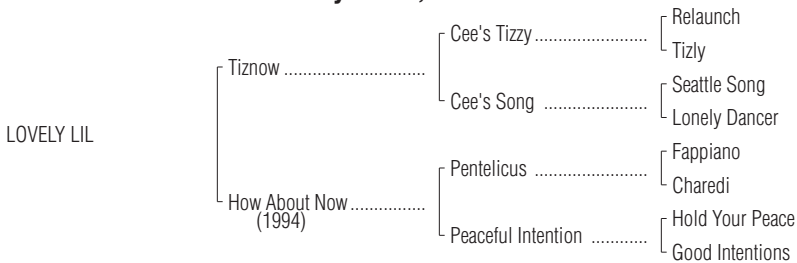 Relaunch
Cee's Tizzy........................
Tizly
Tiznow .............................
Seattle Song
Cee's Song .....................
Lonely Dancer
LOVELY LIL
Fappiano
Pentelicus .......................
Charedi
How About Now................
(1994)
Hold Your Peace
Peaceful Intention ............
Good Intentions